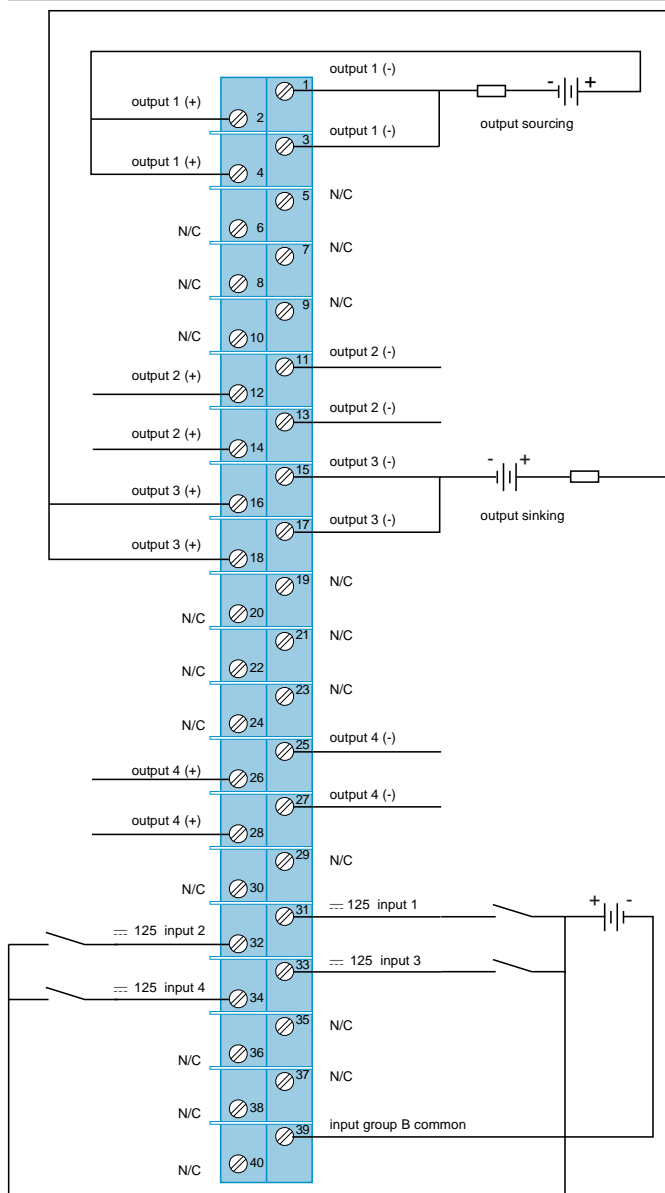 output 1 (-)
1
- +
output 1 (+)
2
output sourcing
3
output 1 (-)
output 1 (+)
4
5
N/C
N/C
6
7
N/C
N/C
8
9
N/C
N/C
10
11
output 2 (-)
output 2 (+)
12
13
output 2 (-)
output 2 (+)
14
15
output 3 (-)
- +
output 3 (+)
16
output sinking
17
output 3 (-)
output 3 (+)
18
19
N/C
N/C
20
21
N/C
N/C
22
23
N/C
N/C
24
25
output 4 (-)
output 4 (+)
26
27
output 4 (-)
output 4 (+)
28
29
N/C
N/C
30
31
⎓ 125 input 1
+ -
⎓ 125 input 2
32
33
⎓ 125 input 3
⎓ 125 input 4
34
35
N/C
N/C
36
37
N/C
N/C
38
39
input group B common
N/C
40